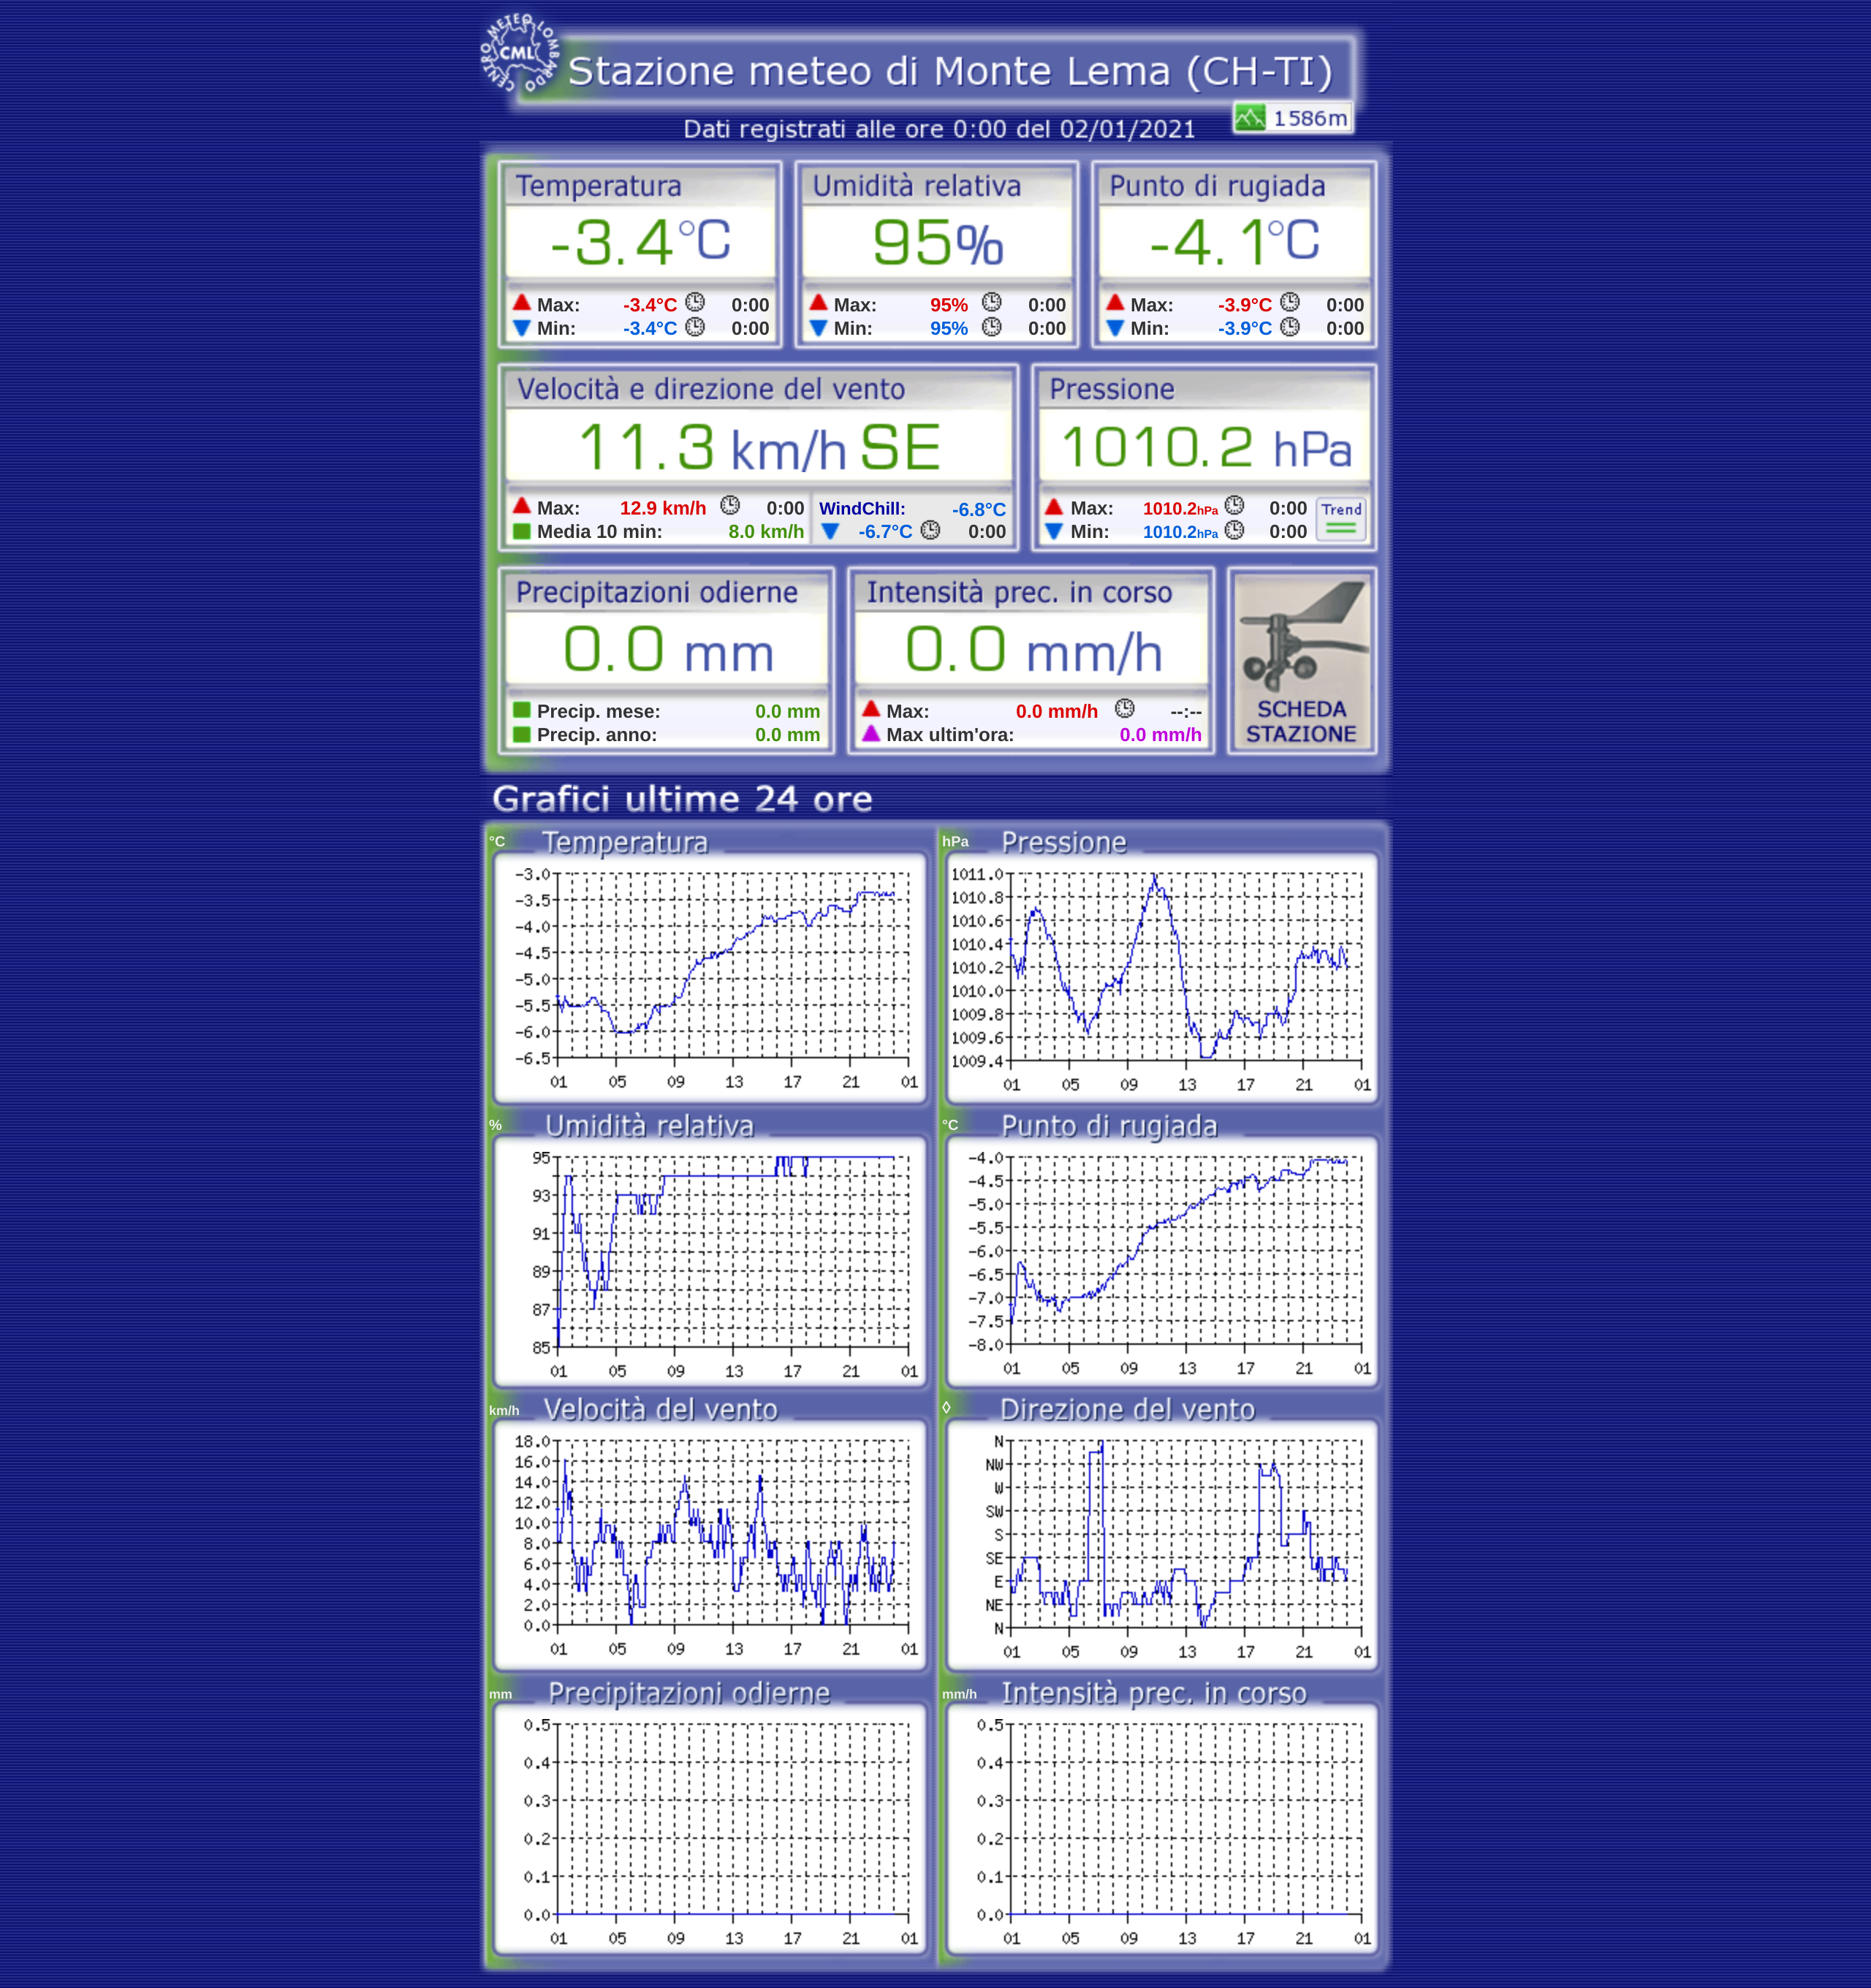 CENTRO METEO LOMBARDO
CML
Stazione meteo di Monte Lema (CH-TI)
1586m
Dati registrati alle ore 0:00 del 02/01/2021
Temperatura Umidità relativa Punto di rugiada
-3.4°C 95% -4.1°C
Max: -3.4°C 0:00 Max: 95% 0:00 Max: -3.9°C 0:00
Min: -3.4°C 0:00 Min: 95% 0:00 Min: -3.9°C 0:00
Velocità e direzione del vento Pressione
11.3 km/h SE 1010.2 hPa
Max: 12.9 km/h 0:00 WindChill: -6.8°C Max: 1010.2hPa 0:00 Trend
Media 10 min: 8.0 km/h -6.7°C 0:00 Min: 1010.2hPa 0:00
Precipitazioni odierne Intensità prec. in corso
0.0 mm 0.0 mm/h
Precip. mese: 0.0 mm Max: 0.0 mm/h --:-- SCHEDA
Precip. anno: 0.0 mm Max ultim'ora: 0.0 mm/h STAZIONE
Grafici ultime 24 ore
°C Temperatura
-3.0
-3.5
-4.0
-4.5
-5.0
-5.5
-6.0
-6.5
01 05 09 13 17 21 01
hPa Pressione
1011.0
1010.8
1010.6
1010.4
1010.2
1010.0
1009.8
1009.6
1009.4
01 05 09 13 17 21 01
% Umidità relativa
95
93
91
89
87
85
01 05 09 13 17 21 01
°C Punto di rugiada
-4.0
-4.5
-5.0
-5.5
-6.0
-6.5
-7.0
-7.5
-8.0
01 05 09 13 17 21 01
km/h Velocità del vento
18.0
16.0
14.0
12.0
10.0
8.0
6.0
4.0
2.0
0.0
01 05 09 13 17 21 01
◊ Direzione del vento
N
NW
W
SW
S
SE
E
NE
N
01 05 09 13 17 21 01
mm Precipitazioni odierne
0.5
0.4
0.3
0.2
0.1
0.0
01 05 09 13 17 21 01
mm/h Intensità prec. in corso
0.5
0.4
0.3
0.2
0.1
0.0
01 05 09 13 17 21 01